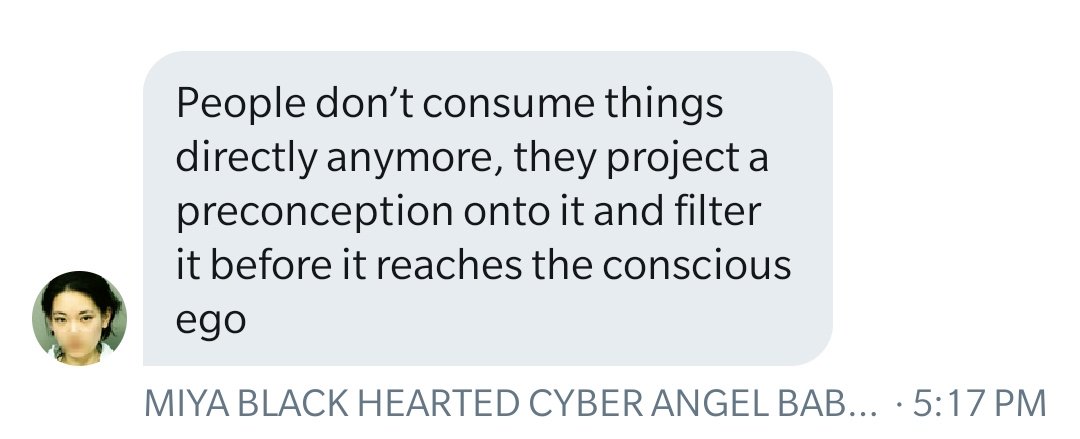 People don’t consume things
directly anymore, they project a
preconception onto it and filter
it before it reaches the conscious
ego
MIYA BLACK HEARTED CYBER ANGEL BAB... · 5:17 PM